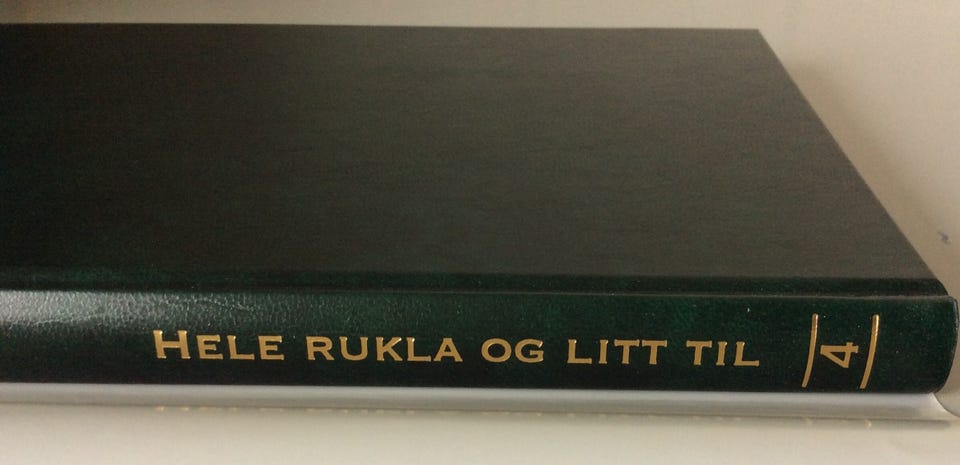 HELE RUKLA OG LITT TIL
4